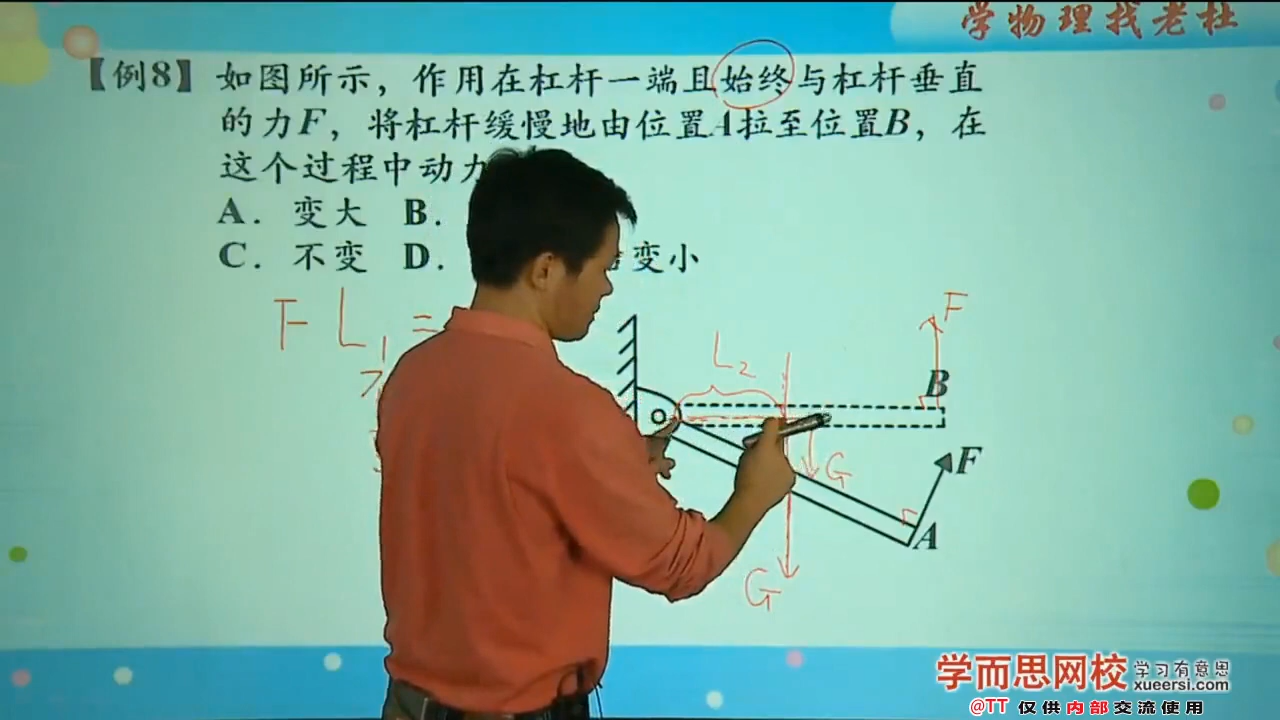 学物理找老杜
【例8】如图所示，作用在杠杆一端且始终与杠杆垂直
的力F，将杠杆缓慢地由位置A拉至位置B，在
这个过程中动力
A. 变大 B.
C. 不变 D. 变小
F L₁ =
L₂
F
B
F
G
A
G
学而思网校 学习有意思
xueersi.com
@TT 仅供内部交流使用